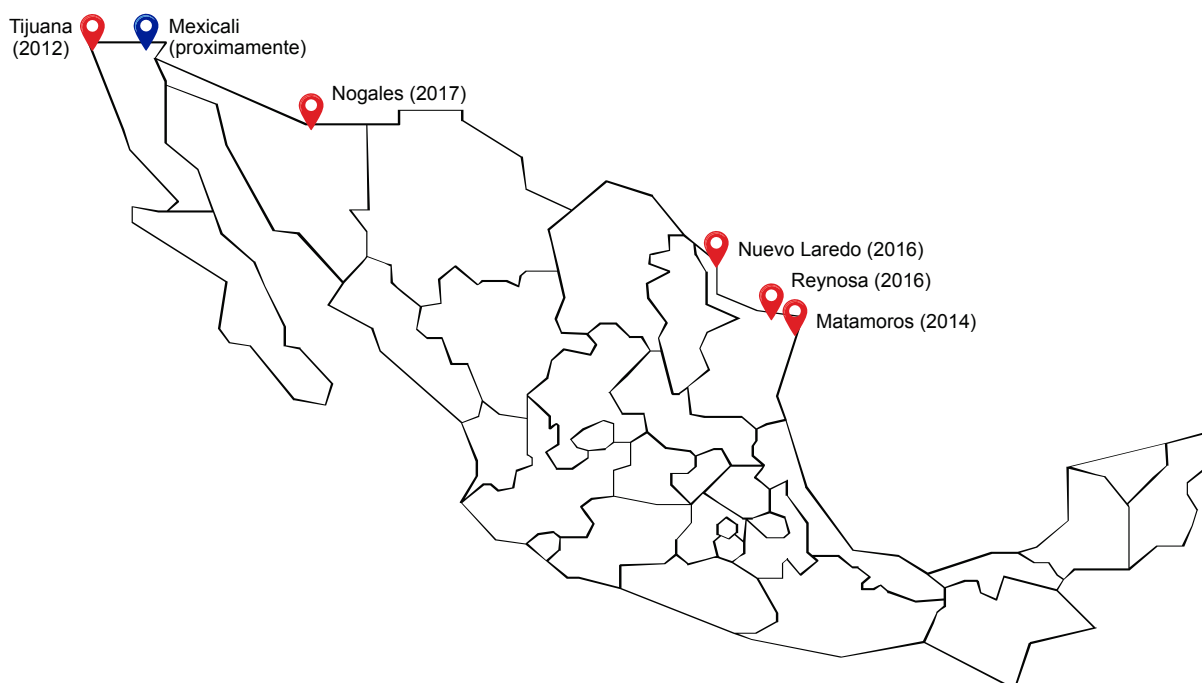 Tijuana
(2012)
Mexicali
(proximamente)
Nogales (2017)
Nuevo Laredo (2016)
Reynosa (2016)
Matamoros (2014)